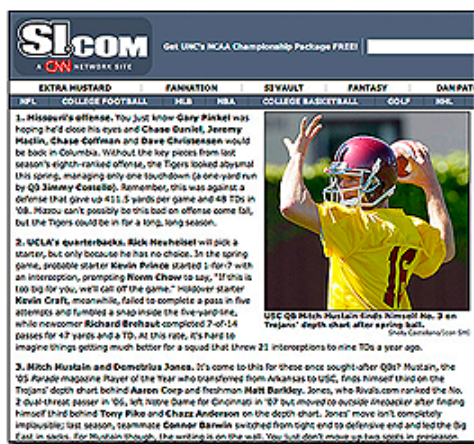 SI.COM
A CNN NETWORK SITE
Get UNC's NCAA Championship Package FREE!
EXTRA MUSTARD FANNATION SI VAULT FANTASY DAN PAT
NFL COLLEGE FOOTBALL MLB NBA COLLEGE BASKETBALL GOLF NHL
1. Missouri's offense. You just know Gary Pinkel was
hoping he'd close his eyes and Chase Daniel, Jeremy
Maclin, Chase Coffman and Dave Christensen would
be back in Columbia. Without the key pieces from last
season's eighth-ranked offense, the Tigers looked abysmal
this spring, managing only one touchdown (a one-yard run
by QB Jimmy Costello). Remember, this was against a
defense that gave up 411.5 yards per game and 48 TDs in
'08. Mizzou can't possibly be this bad on offense come fall,
but the Tigers could be in for a long, long season.
2. UCLA's quarterbacks. Rick Neuheisel will pick a
starter, but only because he has no choice. In the spring
game, probable starter Kevin Prince started 1-for-7 with
an interception, prompting Norm Chow to say, "If this is
too big for you, we'll call off the game." Holdover starter
Kevin Craft, meanwhile, failed to complete a pass in five
attempts and fumbled a snap inside the five-yard-line,
while newcomer Richard Brehaut completed 7-of-14
passes for 47 yards and a TD. At this rate, it's hard to
imagine things getting much better for a squad that threw 21 interceptions to nine TDs a year ago.
USC QB Mitch Mustain finds himself No. 3 on
Trojans' depth chart after spring ball.
Shelly Castellano/Icon SMI
3. Mitch Mustain and Demetrius Jones. It's come to this for these once sought-after QBs? Mustain, the
'05 Parade magazine Player of the Year who transferred from Arkansas to USC, finds himself third on the
Trojans' depth chart behind Aaron Corp and freshman Matt Barkley. Jones, who Rivals.com ranked the No.
2 dual-threat passer in '05, left Notre Dame for Cincinnati in '07 but moved to outside linebacker after finding
himself third behind Tony Pike and Chazz Anderson on the depth chart. Jones' move isn't completely
implausible; last season, teammate Connor Barwin switched from tight end to defensive end and led the Big
East in sacks. For Mustain though, the writing is on the wall. You just don't move up two spots in preseason